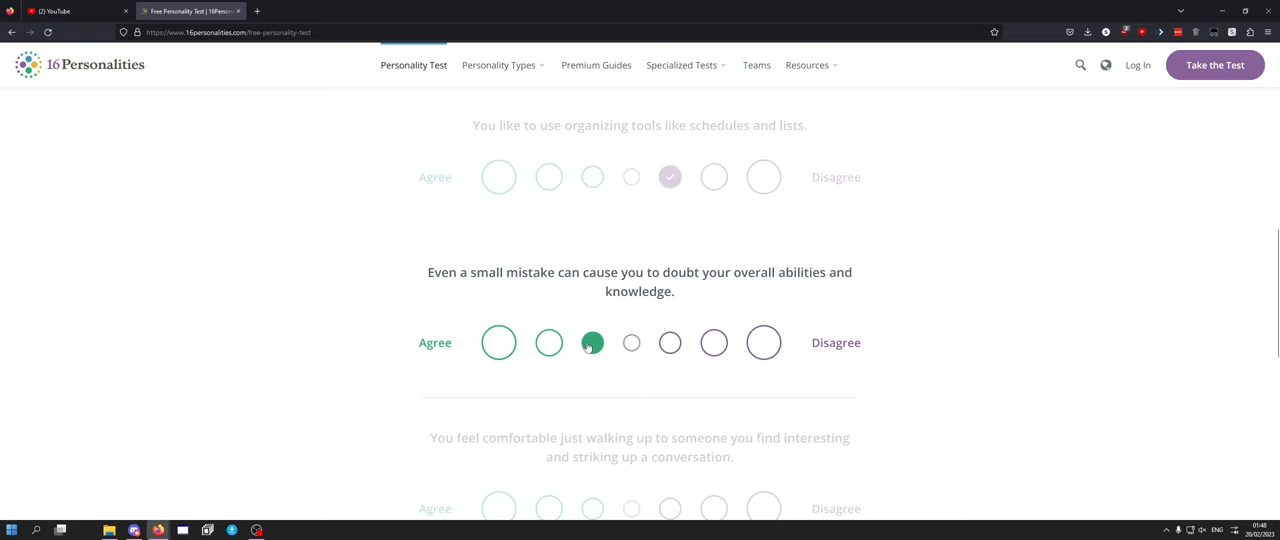 (2) YouTube
Free Personality Test | 16Person
https://www.16personalities.com/free-personality-test
16Personalities
Personality Test
Personality Types
Premium Guides
Specialized Tests
Teams
Resources
Log In
Take the Test
You like to use organizing tools like schedules and lists.
Agree
Disagree
Even a small mistake can cause you to doubt your overall abilities and
knowledge.
Agree
Disagree
You feel comfortable just walking up to someone you find interesting
and striking up a conversation.
Agree
Disagree
ENG
01:48
20/02/2023